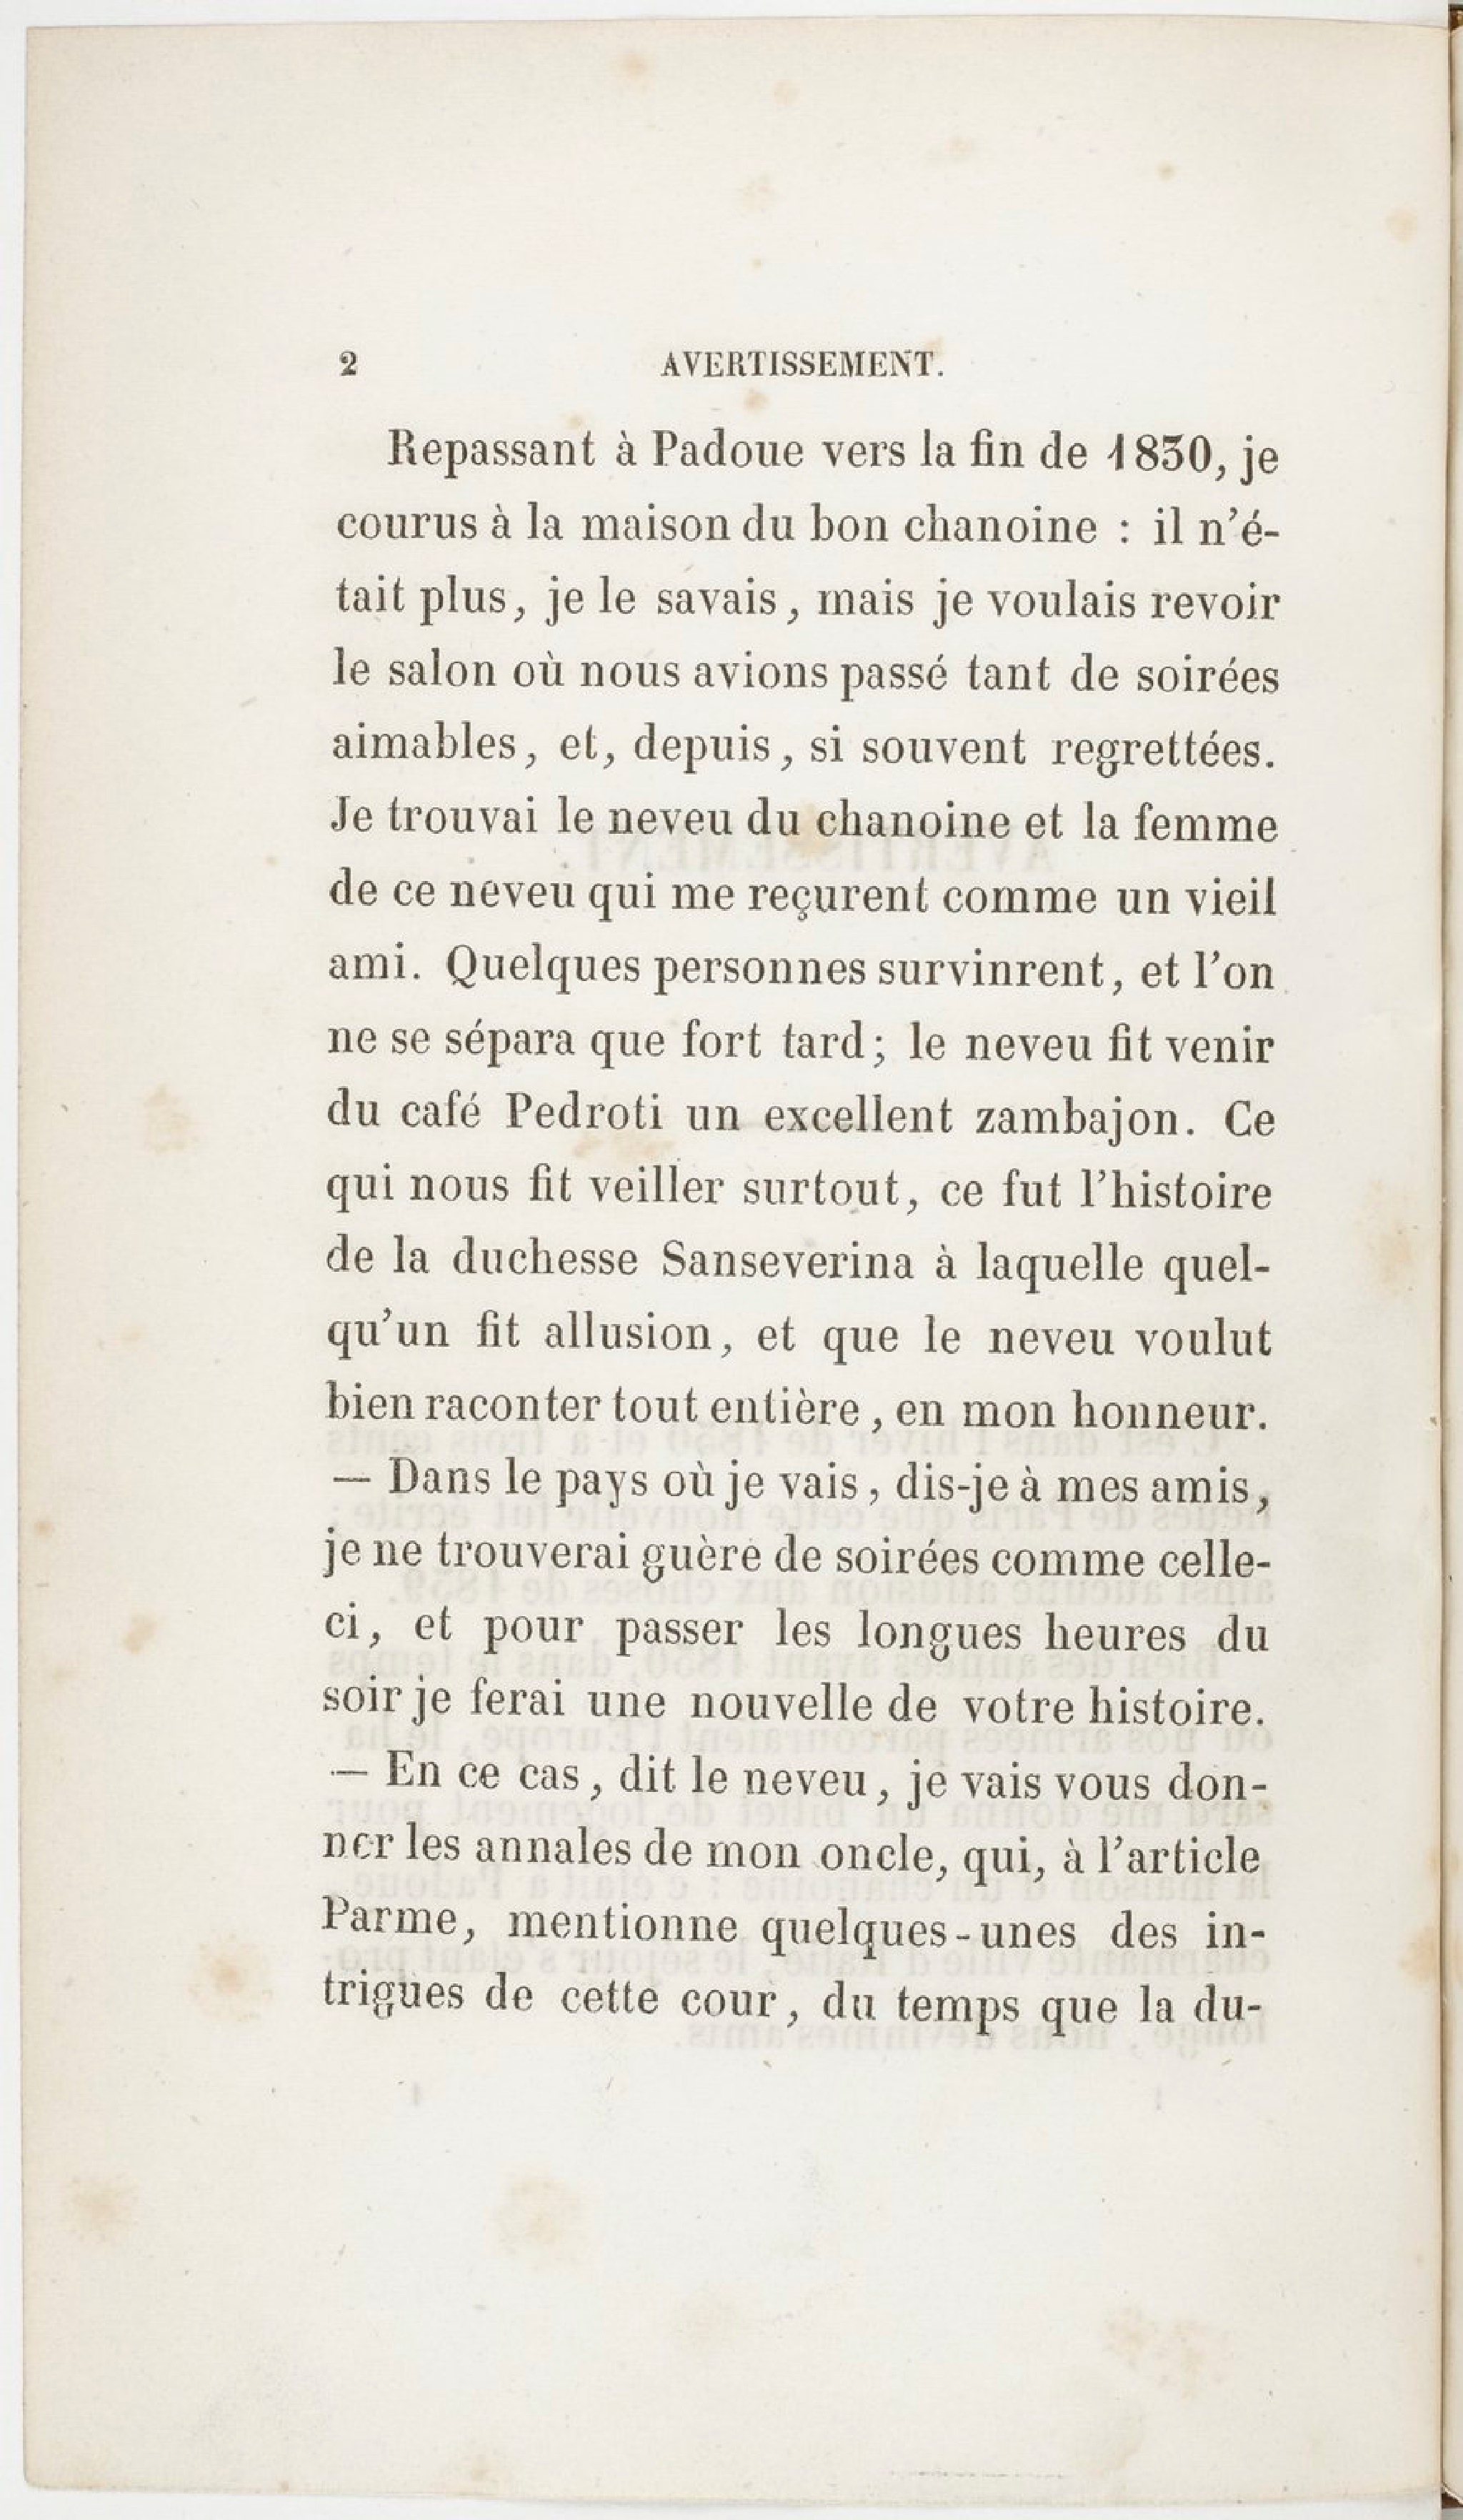 2 AVERTISSEMENT.
Repassant à Padoue vers la fin de 1830, je
courus à la maison du bon chanoine : il n'é-
tait plus, je le savais, mais je voulais revoir
le salon où nous avions passé tant de soirées
aimables, et, depuis, si souvent regrettées.
Je trouvai le neveu du chanoine et la femme
de ce neveu qui me reçurent comme un vieil
ami. Quelques personnes survinrent, et l'on
ne se sépara que fort tard; le neveu fit venir
du café Pedroti un excellent zambajon. Ce
qui nous fit veiller surtout, ce fut l'histoire
de la duchesse Sanseverina à laquelle quel-
qu'un fit allusion, et que le neveu voulut
bien raconter tout entière, en mon honneur.
— Dans le pays où je vais, dis-je à mes amis,
je ne trouverai guère de soirées comme celle-
ci, et pour passer les longues heures du
soir je ferai une nouvelle de votre histoire.
— En ce cas, dit le neveu, je vais vous don-
ner les annales de mon oncle, qui, à l'article
Parme, mentionne quelques-unes des in-
trigues de cette cour, du temps que la du-